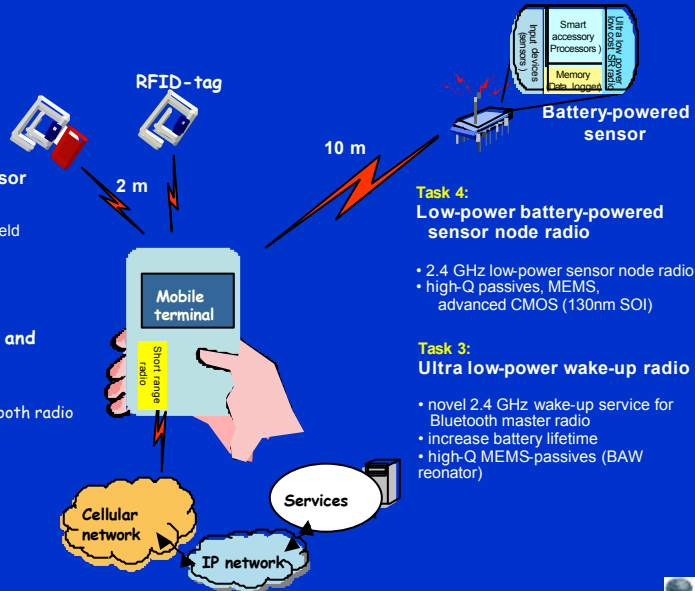 Input devices
(sensors )
Smart
accessory
Processors )
Memory
Data logger)
Ultra low power
low cost SR radio
RFID-tag
Battery-powered
sensor
10 m
2 m
sor
eld
and
ooth radio
Mobile
terminal
Short range
radio
Task 4:
Low-power battery-powered
sensor node radio
• 2.4 GHz low-power sensor node radio
• high-Q passives, MEMS,
advanced CMOS (130nm SOI)
Task 3:
Ultra low-power wake-up radio
• novel 2.4 GHz wake-up service for
Bluetooth master radio
• increase battery lifetime
• high-Q MEMS-passives (BAW
reonator)
Services
Cellular
network
IP network